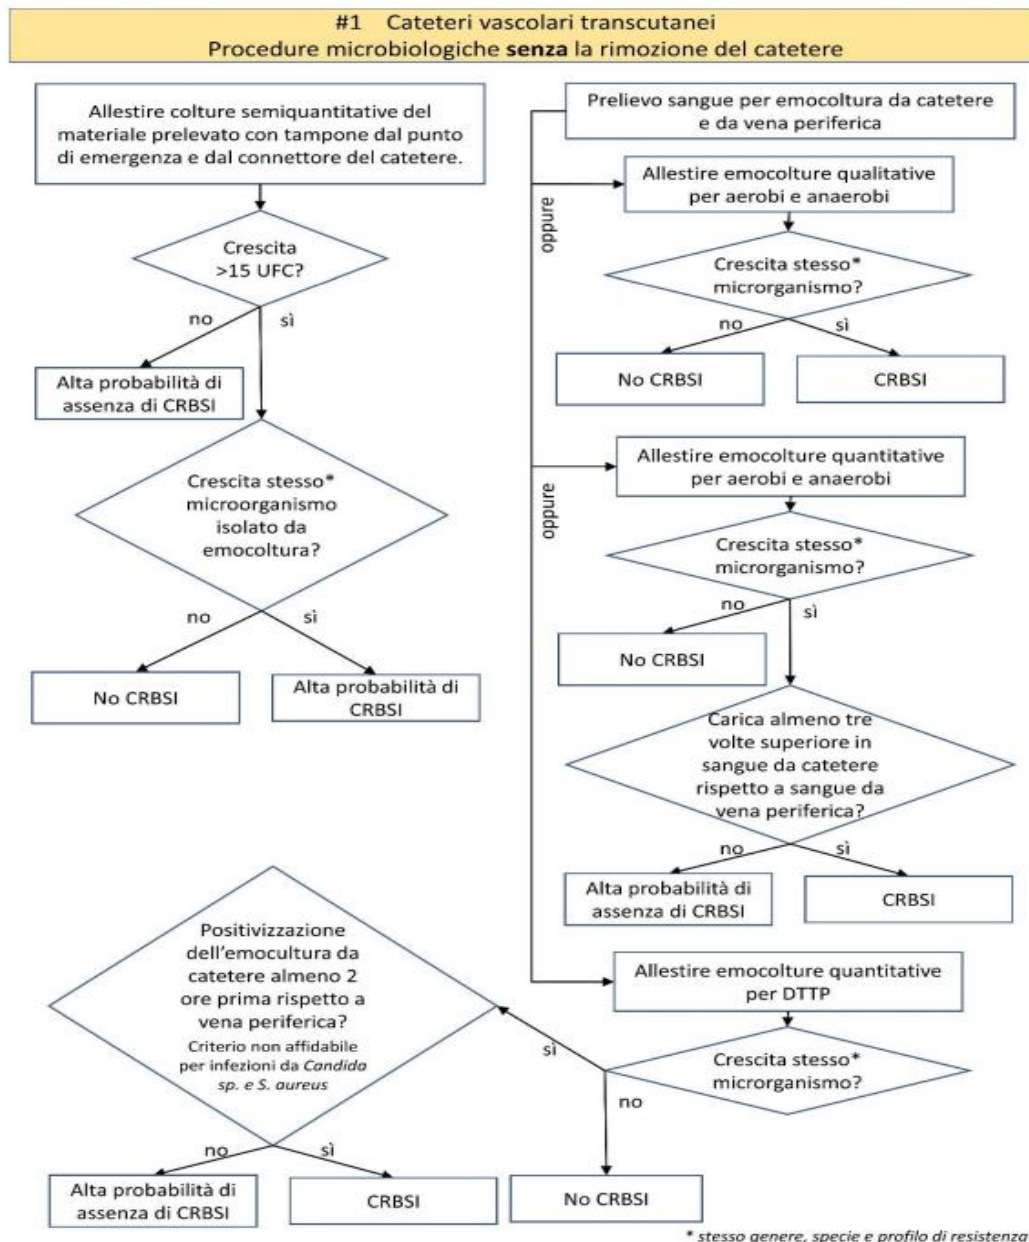 #1 Cateteri vascolari transcutanei
Procedure microbiologiche senza la rimozione del catetere
Allestire colture semiquantitative del
materiale prelevato con tampone dal punto
di emergenza e dal connettore del catetere.
Crescita
>15 UFC?
no
sì
Alta probabilità di
assenza di CRBSI
Crescita stesso*
microorganismo
isolato da
emocoltura?
no
sì
No CRBSI
Alta probabilità di
CRBSI
Prelievo sangue per emocoltura da catetere
e da vena periferica
oppure
Allestire emocolture qualitative
per aerobi e anaerobi
Crescita stesso*
microrganismo?
no
sì
No CRBSI
CRBSI
oppure
Allestire emocolture quantitative
per aerobi e anaerobi
Crescita stesso*
microrganismo?
no
sì
No CRBSI
Carica almeno tre
volte superiore in
sangue da catetere
rispetto a sangue da
vena periferica?
no
sì
Alta probabilità di
assenza di CRBSI
CRBSI
Allestire emocolture quantitative
per DTTP
Crescita stesso*
microrganismo?
sì
no
No CRBSI
Positivizzazione
dell'emocultura da
catetere almeno 2
ore prima rispetto a
vena periferica?
Criterio non affidabile
per infezioni da Candida
sp. e S. aureus
no
sì
Alta probabilità di
assenza di CRBSI
CRBSI
* stesso genere, specie e profilo di resistenza